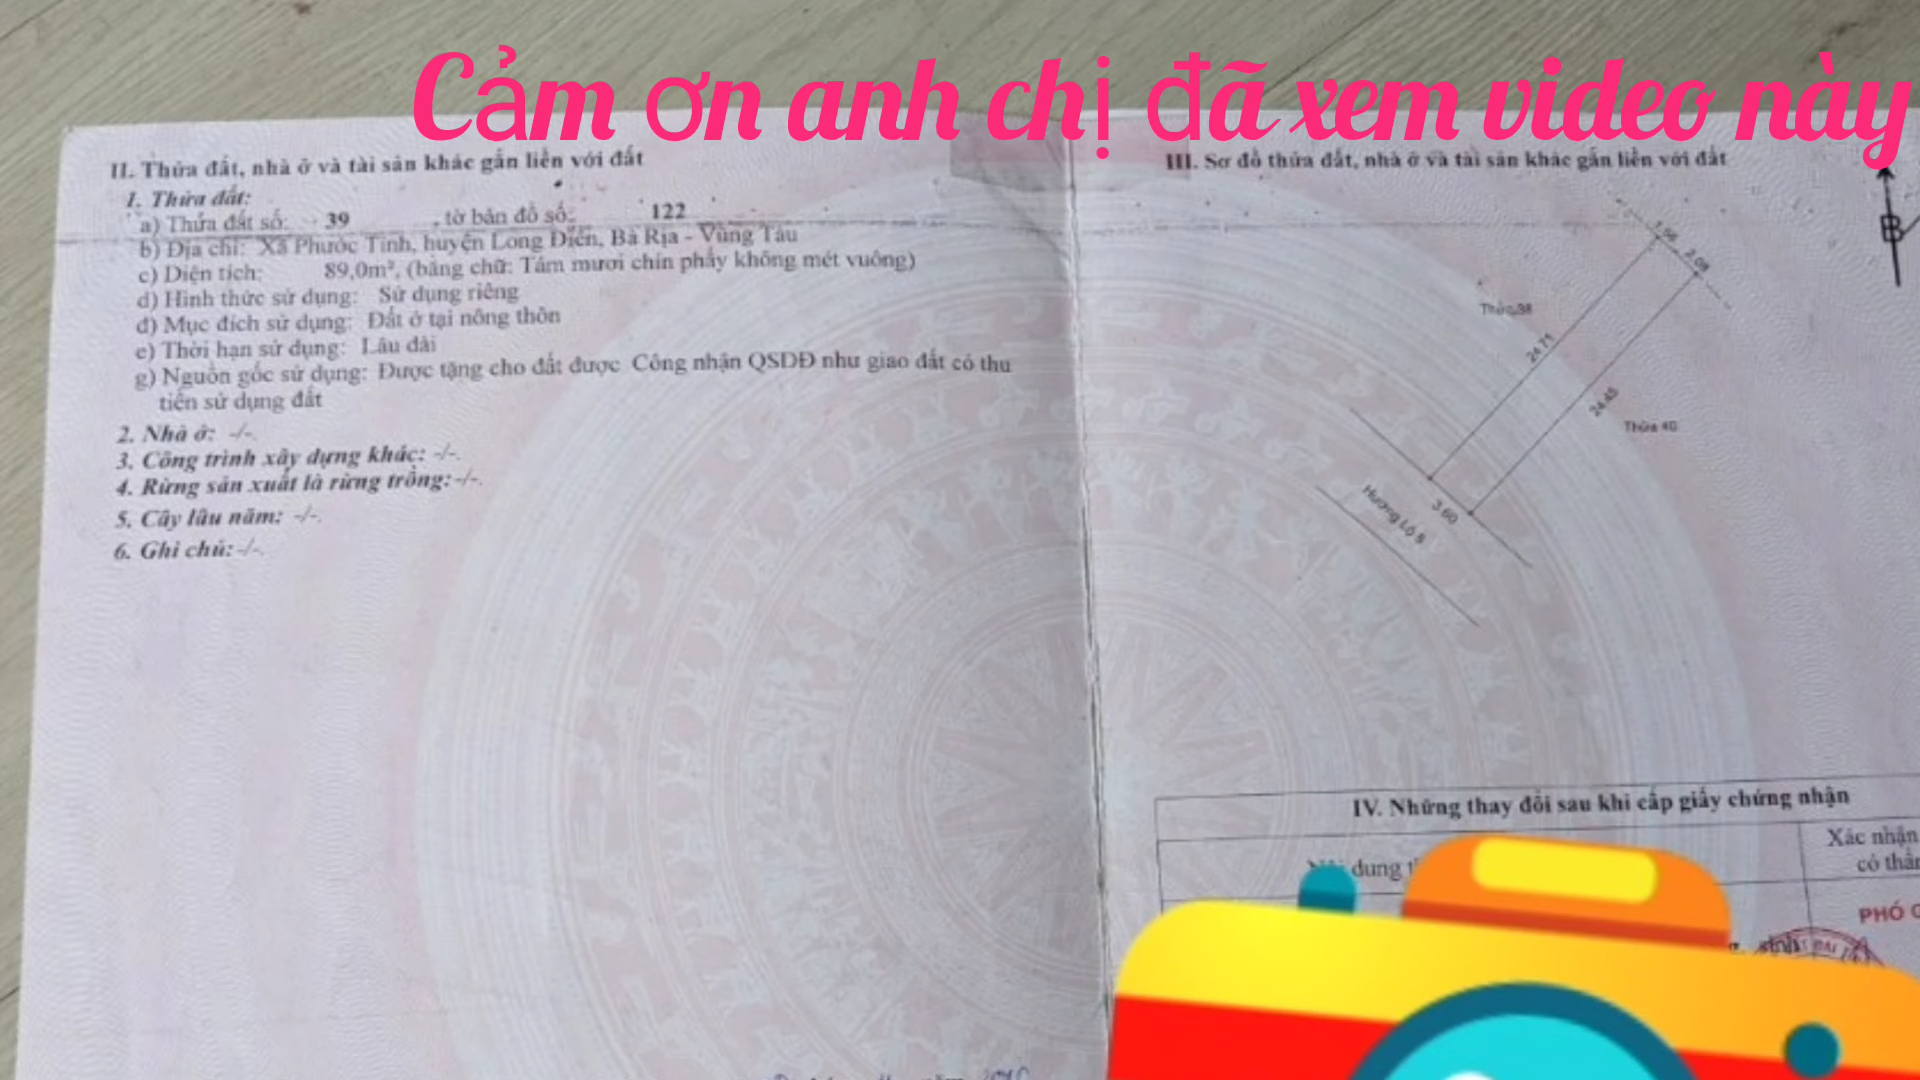 Cảm ơn anh chị đã xem video này
II. Thửa đất, nhà ở và tài sản khác gắn liền với đất
1. Thửa đất:
a) Thửa đất số: 39 , tờ bản đồ số: 122
b) Địa chỉ: Xã Phước Tỉnh, huyện Long Điền, Bà Rịa - Vũng Tàu
c) Diện tích: 89,0m², (bằng chữ: Tám mươi chín phẩy không mét vuông)
d) Hình thức sử dụng: Sử dụng riêng
đ) Mục đích sử dụng: Đất ở tại nông thôn
e) Thời hạn sử dụng: Lâu dài
g) Nguồn gốc sử dụng: Được tặng cho đất được Công nhận QSDĐ như giao đất có thu
tiền sử dụng đất
2. Nhà ở: -/-.
3. Công trình xây dựng khác: -/-.
4. Rừng sản xuất là rừng trồng: -/-.
5. Cây lâu năm: -/-.
6. Ghi chú: -/-.
III. Sơ đồ thửa đất, nhà ở và tài sản khác gắn liền với đất
B
1.56
2.08
Thửa 38
24.71
24.45
Thửa 40
3.60
Hương Lộ 5
IV. Những thay đổi sau khi cấp giấy chứng nhận
dung
Xác nhận
có
PHÓ